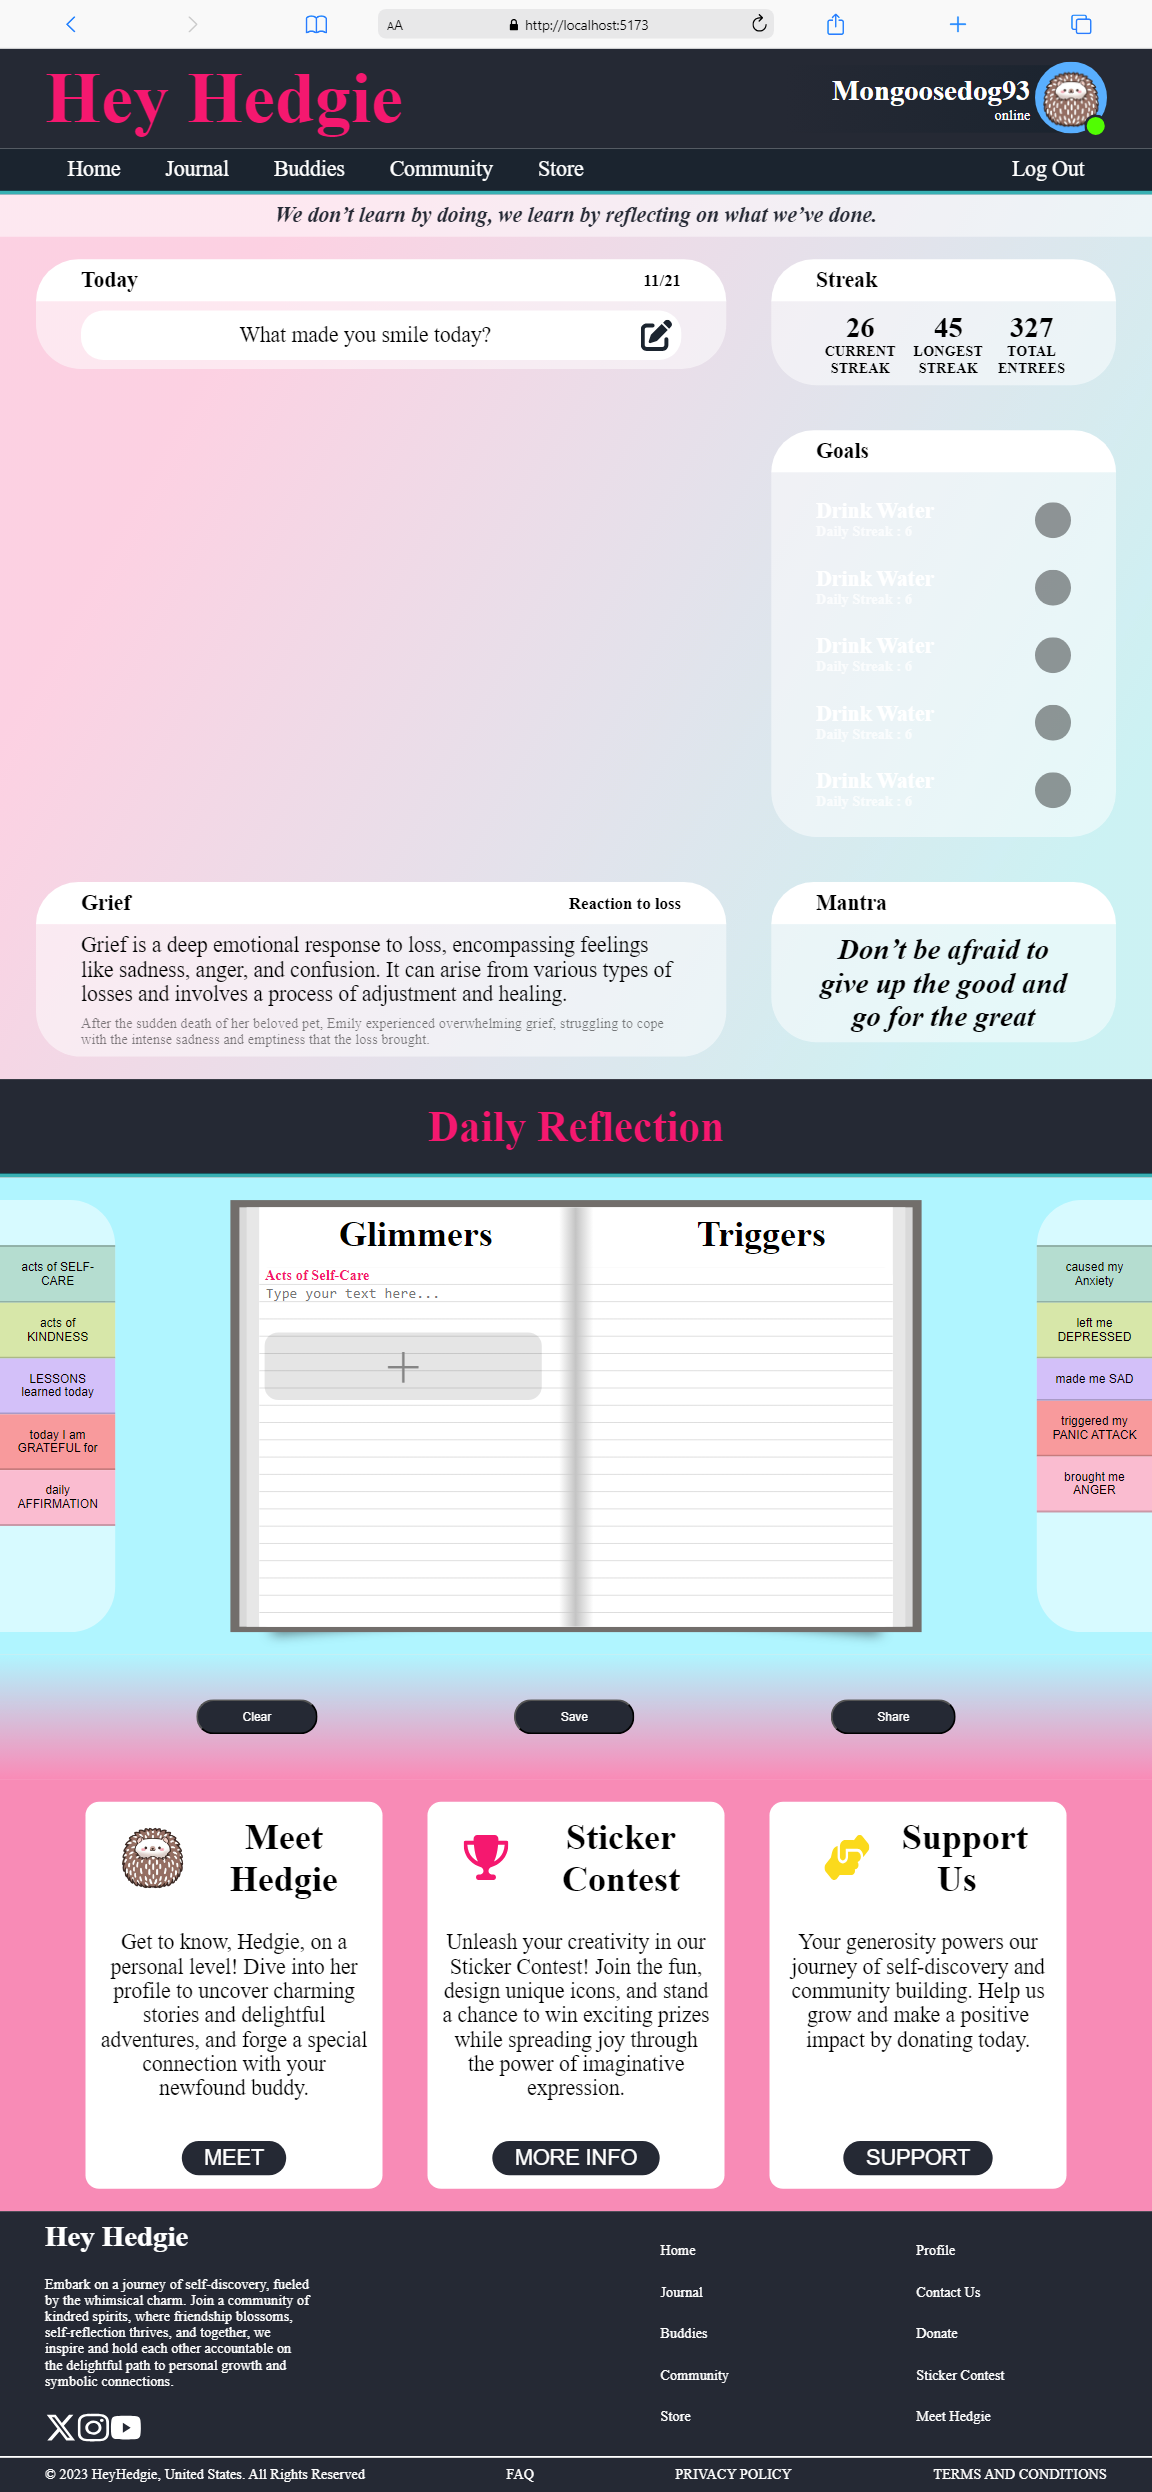 AA
http://localhost:5173
Hey Hedgie
Mongoosedog93
online
Home
Journal
Buddies
Community
Store
Log Out
We don’t learn by doing, we learn by reflecting on what we’ve done.
Today
11/21
What made you smile today?
Streak
26
CURRENT
STREAK
45
LONGEST
STREAK
327
TOTAL
ENTREES
Goals
Drink Water
Daily Streak : 6
Drink Water
Daily Streak : 6
Drink Water
Daily Streak : 6
Drink Water
Daily Streak : 6
Drink Water
Daily Streak : 6
Grief
Reaction to loss
Grief is a deep emotional response to loss, encompassing feelings
like sadness, anger, and confusion. It can arise from various types of
losses and involves a process of adjustment and healing.
After the sudden death of her beloved pet, Emily experienced overwhelming grief, struggling to cope
with the intense sadness and emptiness that the loss brought.
Mantra
Don’t be afraid to
give up the good and
go for the great
Daily Reflection
acts of SELF-
CARE
acts of
KINDNESS
LESSONS
learned today
today I am
GRATEFUL for
daily
AFFIRMATION
Glimmers
Acts of Self-Care
Type your text here...
Triggers
caused my
Anxiety
left me
DEPRESSED
made me SAD
triggered my
PANIC ATTACK
brought me
ANGER
Clear
Save
Share
Meet
Hedgie
Get to know, Hedgie, on a
personal level! Dive into her
profile to uncover charming
stories and delightful
adventures, and forge a special
connection with your
newfound buddy.
MEET
Sticker
Contest
Unleash your creativity in our
Sticker Contest! Join the fun,
design unique icons, and stand
a chance to win exciting prizes
while spreading joy through
the power of imaginative
expression.
MORE INFO
Support
Us
Your generosity powers our
journey of self-discovery and
community building. Help us
grow and make a positive
impact by donating today.
SUPPORT
Hey Hedgie
Embark on a journey of self-discovery, fueled
by the whimsical charm. Join a community of
kindred spirits, where friendship blossoms,
self-reflection thrives, and together, we
inspire and hold each other accountable on
the delightful path to personal growth and
symbolic connections.
Home
Journal
Buddies
Community
Store
Profile
Contact Us
Donate
Sticker Contest
Meet Hedgie
© 2023 HeyHedgie, United States. All Rights Reserved
FAQ
PRIVACY POLICY
TERMS AND CONDITIONS